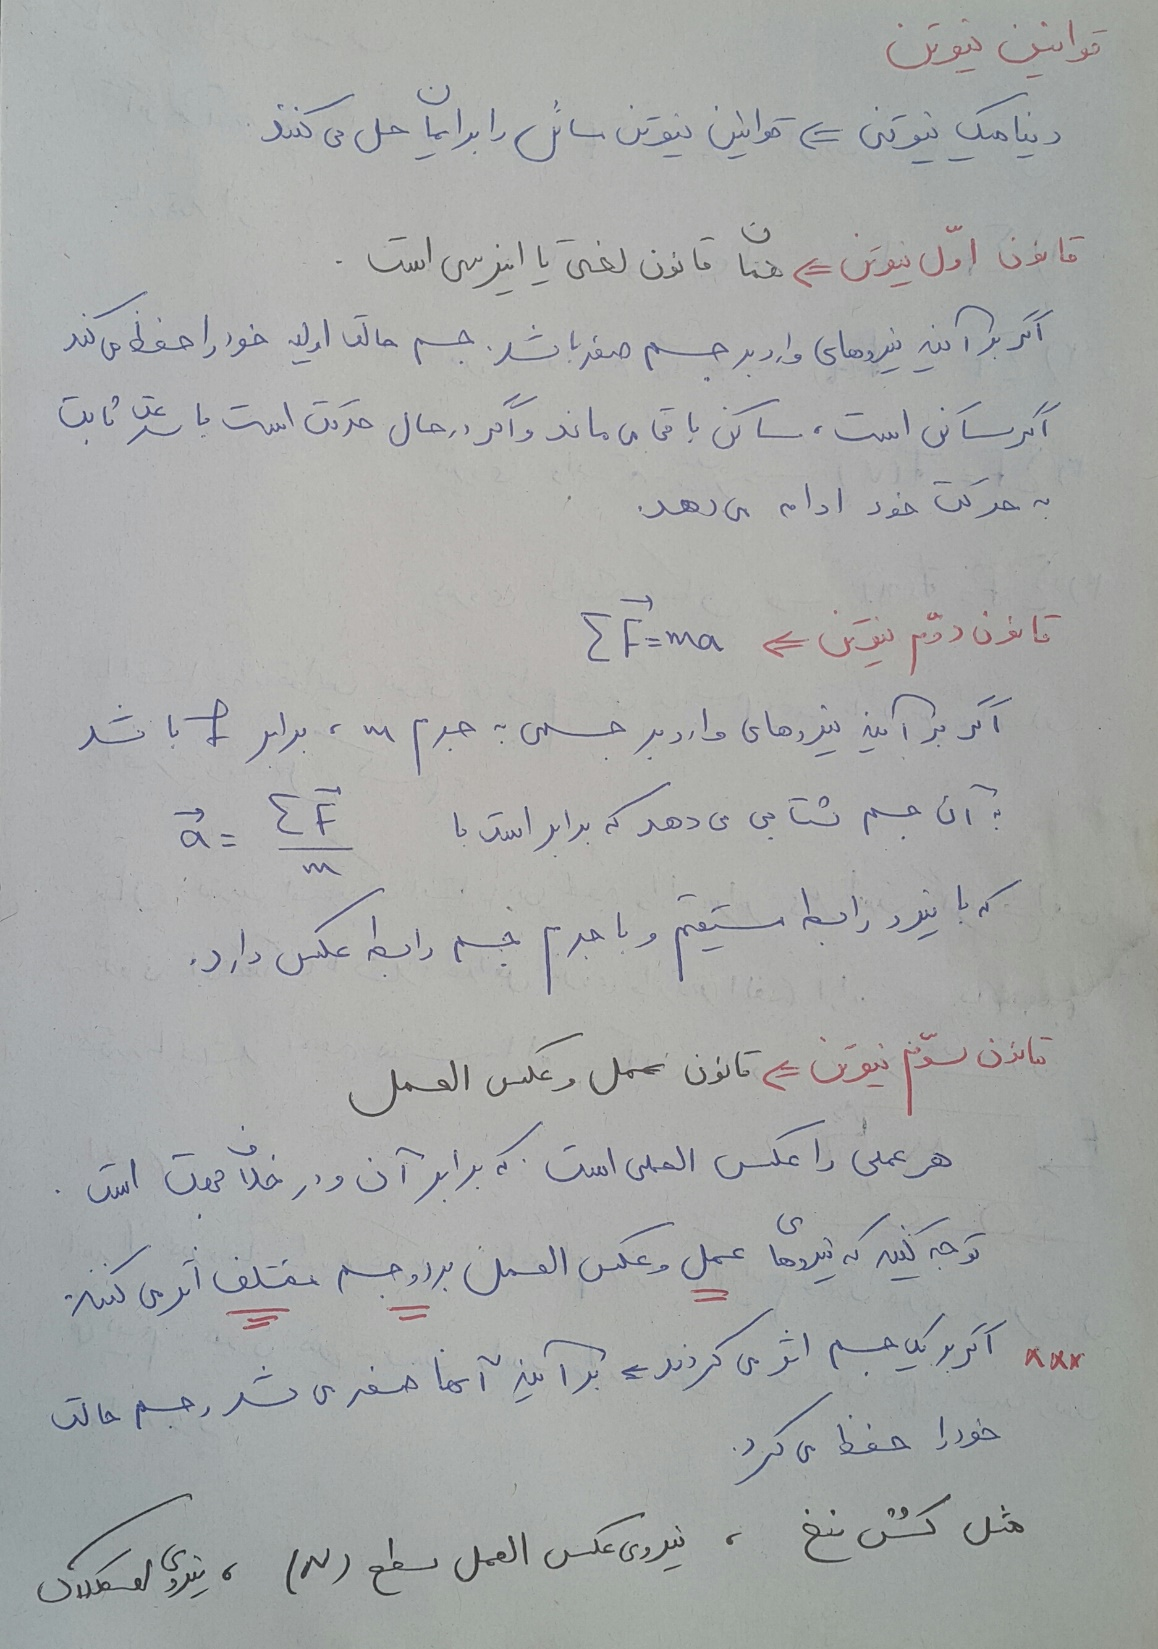 قوانین نیوتن
دینامیک نیوتنی ⇐ قوانین نیوتن مسائل را برایمان حل می کنند.
قانون اوّل نیوتن ⇐ همان قانون لختی یا اینرسی است.
اگر برآیند نیروهای وارد بر جسم صفر باشد. جسم حالت اولیه خود را حفظ می کند
اگر ساکن است، ساکن باقی می ماند و اگر در حال حرکت است با سرعت ثابت
به حرکت خود ادامه می دهد.
قانون دوّم نیوتن ⇐ ΣF⃗=ma
اگر برآیند نیروهای وارد بر جسمی به جرم m، برابر F باشد
به آن جسم شتابی می دهد که برابر است با a⃗ = ΣF⃗/m
که با نیرو رابطه مستقیم و با جرم جسم رابطه عکس دارد.
قانون سوّم نیوتن ⇐ قانون عمل و عکس العمل
هر عملی را عکس العملی است که برابر آن و در خلاف جهت است.
توجه کنید که نیروهای عمل و عکس العمل بر دو جسم مختلف اثر می کنند.
××× اگر بر یک جسم اثر می کردند ⇐ برآیند آنها صفر می شد و جسم حالت
خود را حفظ می کرد.
مثل کشش نخ ، نیروی عکس العمل سطح (N) ، نیروی اصطکاک